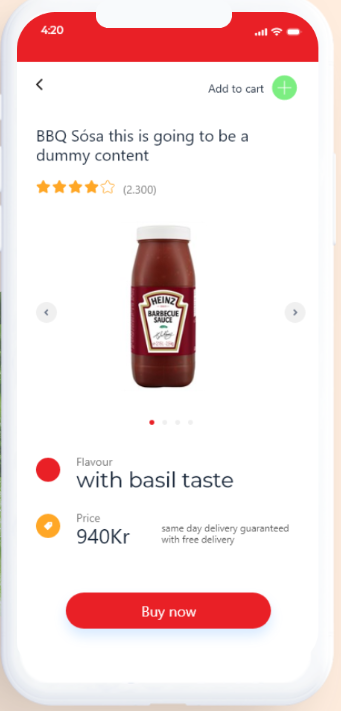 4:20
Add to cart
BBQ Sósa this is going to be a
dummy content
(2.300)
HEINZ
BARBECUE
SAUCE
Flavour
with basil taste
Price
940Kr
same day delivery guaranteed
with free delivery
Buy now